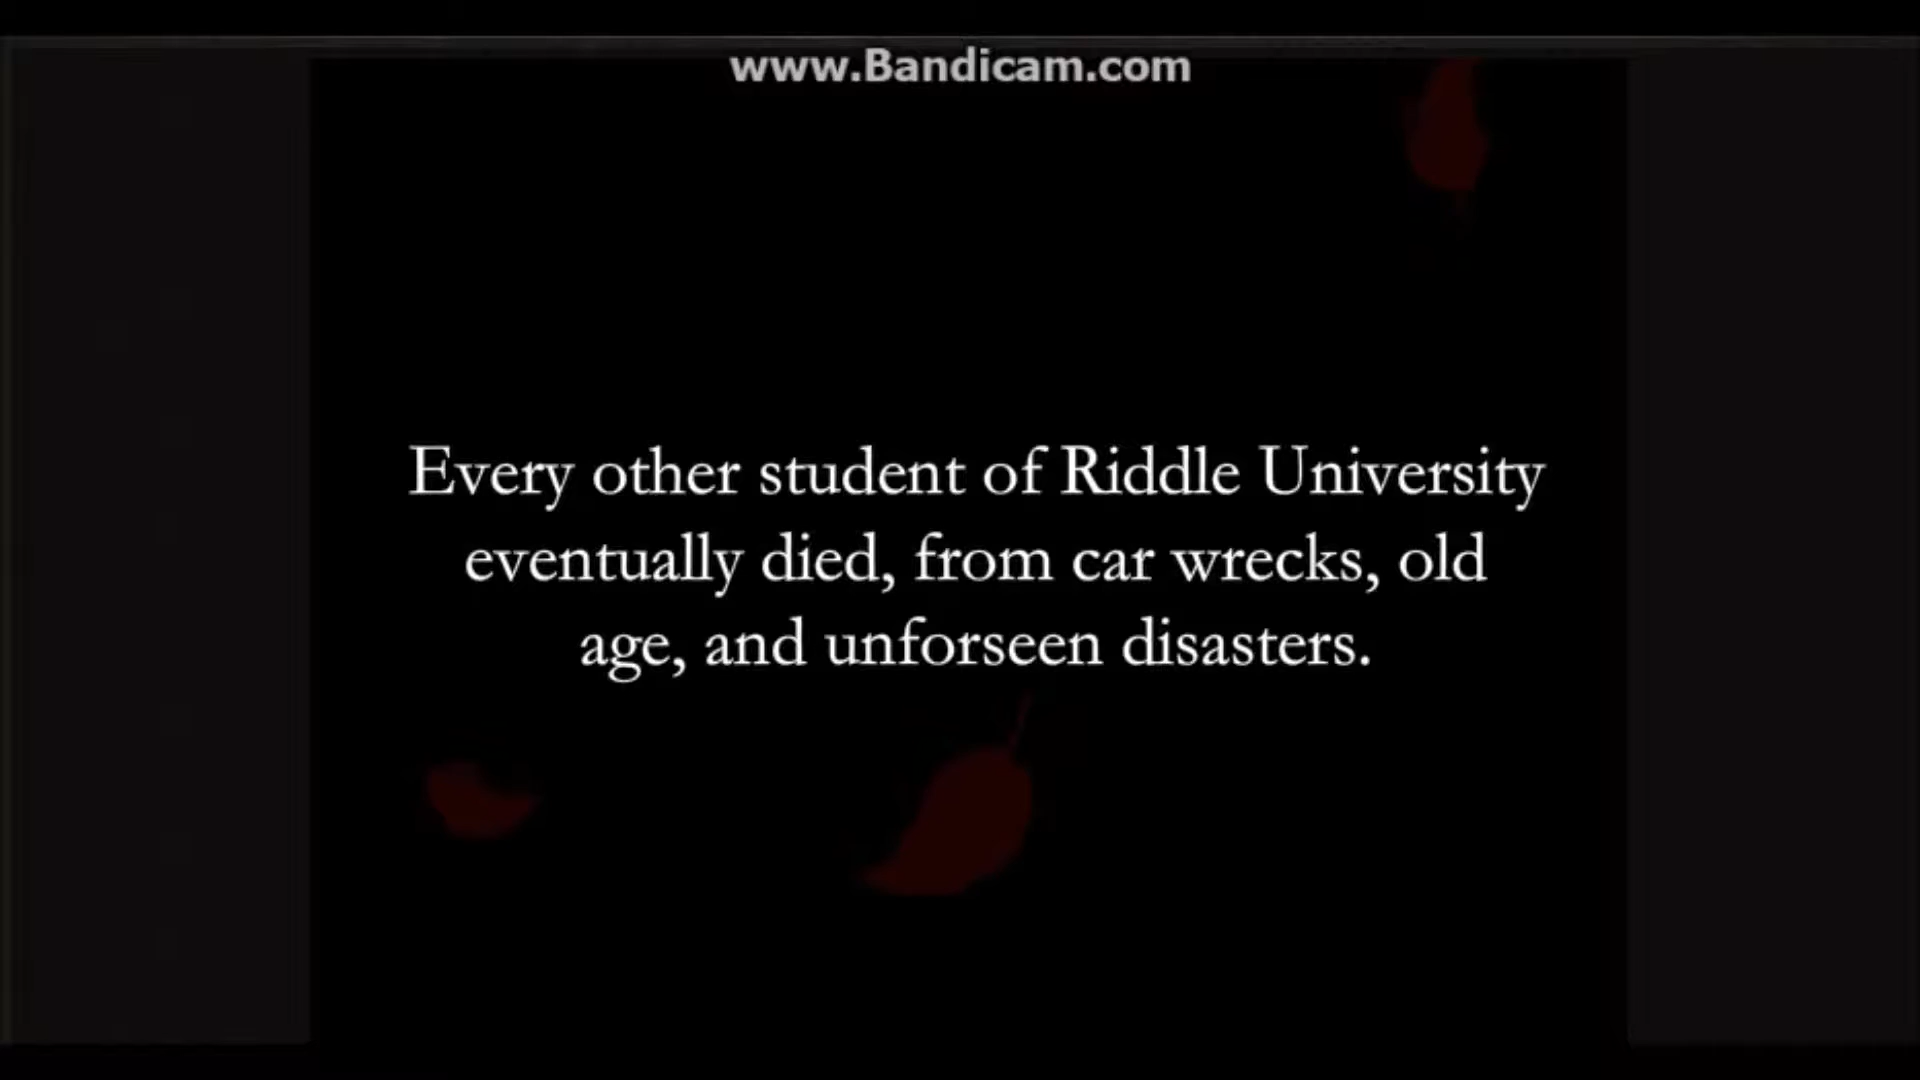 www.Bandicam.com
Every other student of Riddle University
eventually died, from car wrecks, old
age, and unforseen disasters.